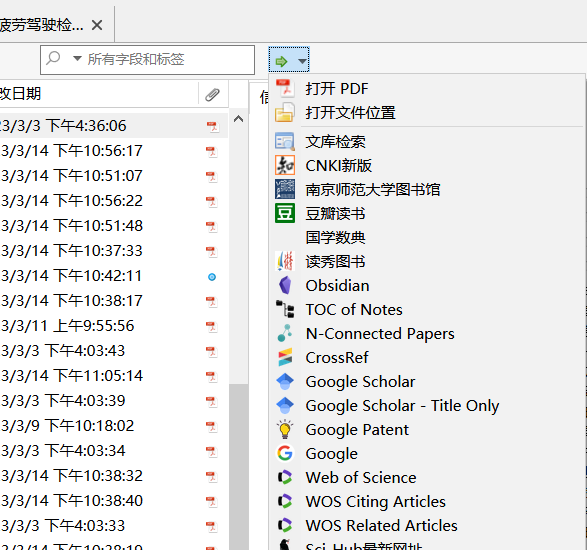 疲劳驾驶检...
所有字段和标签
改日期
信
23/3/3 下午4:36:06
3/3/14 下午10:56:17
3/3/14 下午10:51:07
3/3/14 下午10:56:22
3/3/14 下午10:51:48
3/3/14 下午10:37:33
3/3/14 下午10:42:11
3/3/14 下午10:38:17
3/3/11 上午9:55:56
3/3/3 下午4:03:43
3/3/14 下午11:05:14
3/3/3 下午4:03:39
3/3/9 下午10:18:02
3/3/3 下午4:03:34
3/3/14 下午10:38:32
3/3/14 下午10:38:40
3/3/3 下午4:03:33
3/3/14 下午10:38:19
打开 PDF
打开文件位置
文库检索
CNKI新版
南京师范大学图书馆
豆瓣读书
国学数典
读秀图书
Obsidian
TOC of Notes
N-Connected Papers
CrossRef
Google Scholar
Google Scholar - Title Only
Google Patent
Google
Web of Science
WOS Citing Articles
WOS Related Articles
Sci-Hub最新网址